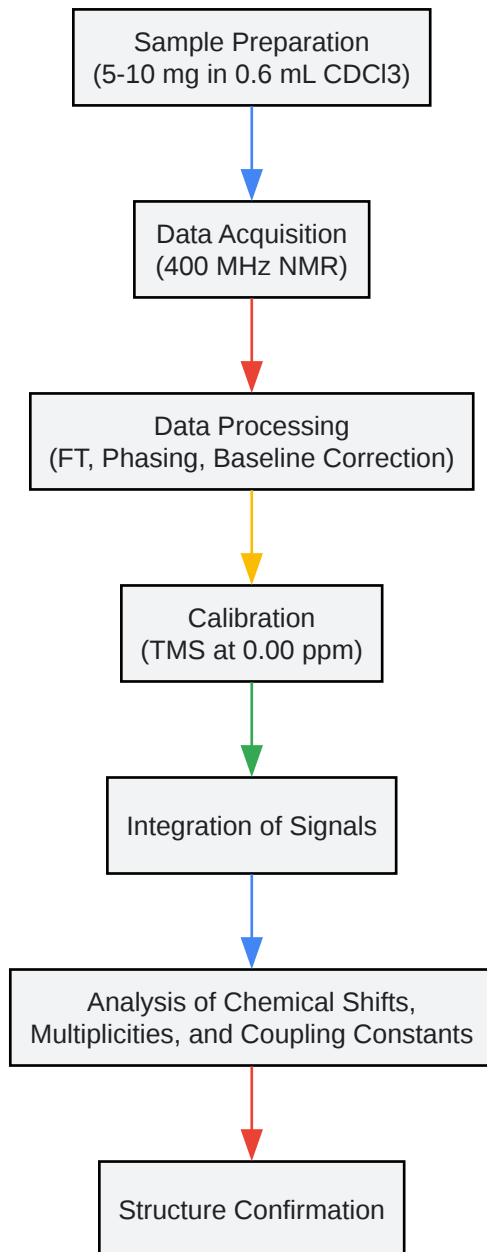 Sample Preparation
(5-10 mg in 0.6 mL CDCl3)
Data Acquisition
(400 MHz NMR)
Data Processing
(FT, Phasing, Baseline Correction)
Calibration
(TMS at 0.00 ppm)
Integration of Signals
Analysis of Chemical Shifts,
Multiplicities, and Coupling Constants
Structure Confirmation